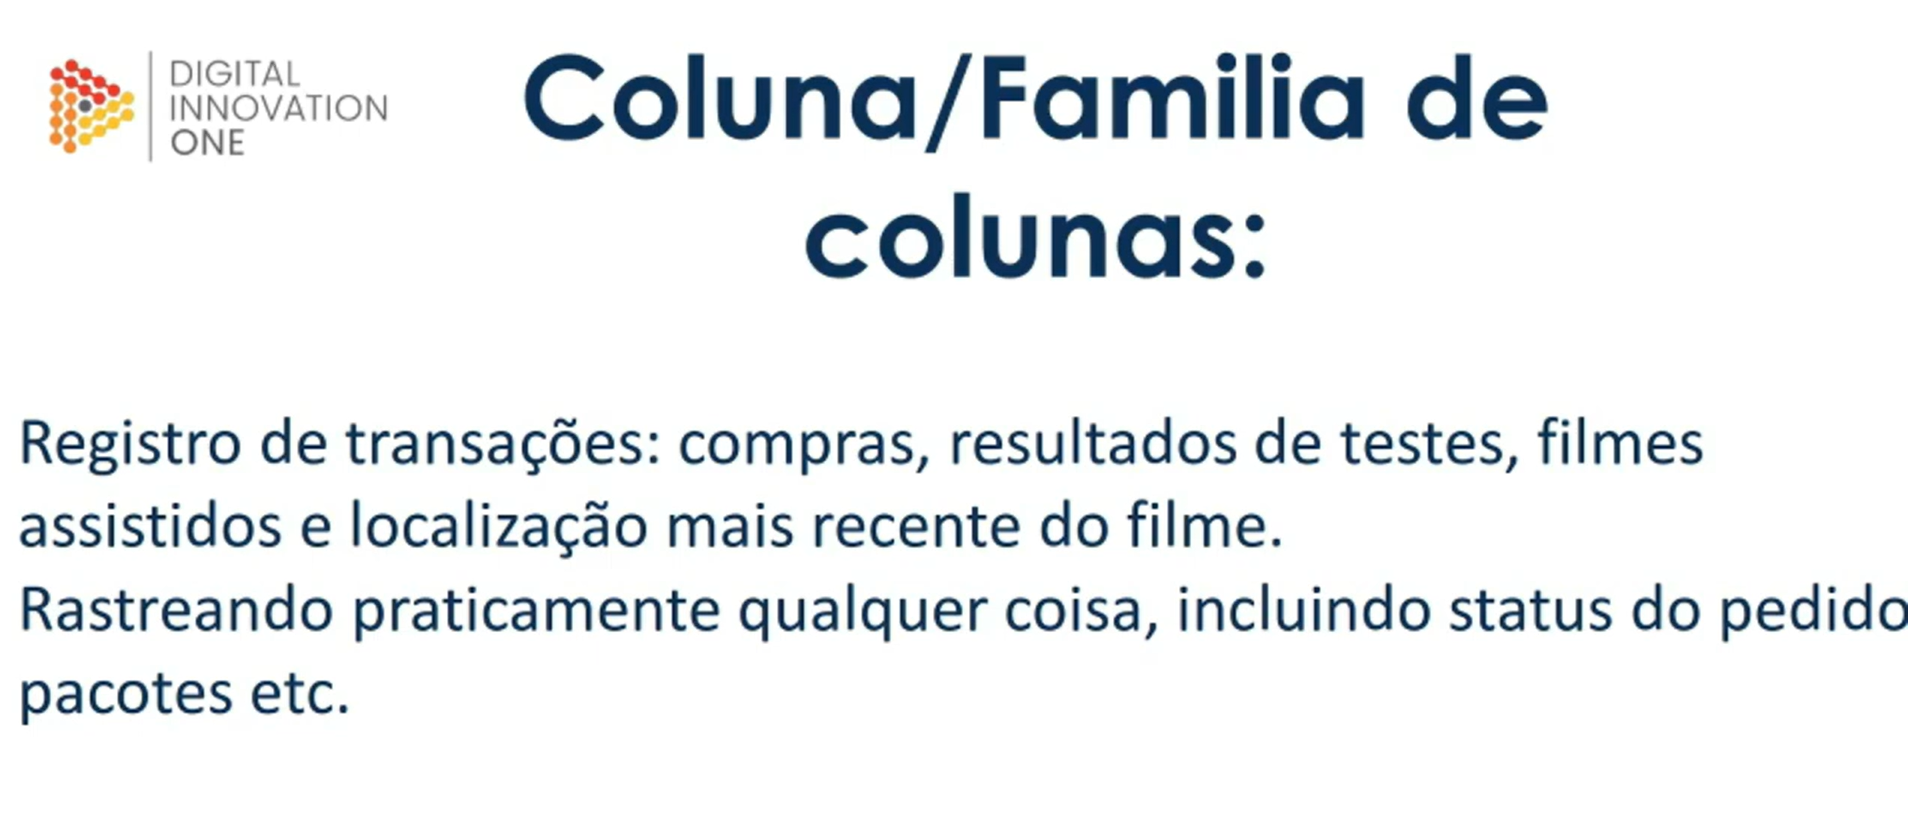 DIGITAL
INNOVATION
ONE
Coluna/Familia de
colunas:
Registro de transações: compras, resultados de testes, filmes
assistidos e localização mais recente do filme.
Rastreando praticamente qualquer coisa, incluindo status do pedido
pacotes etc.